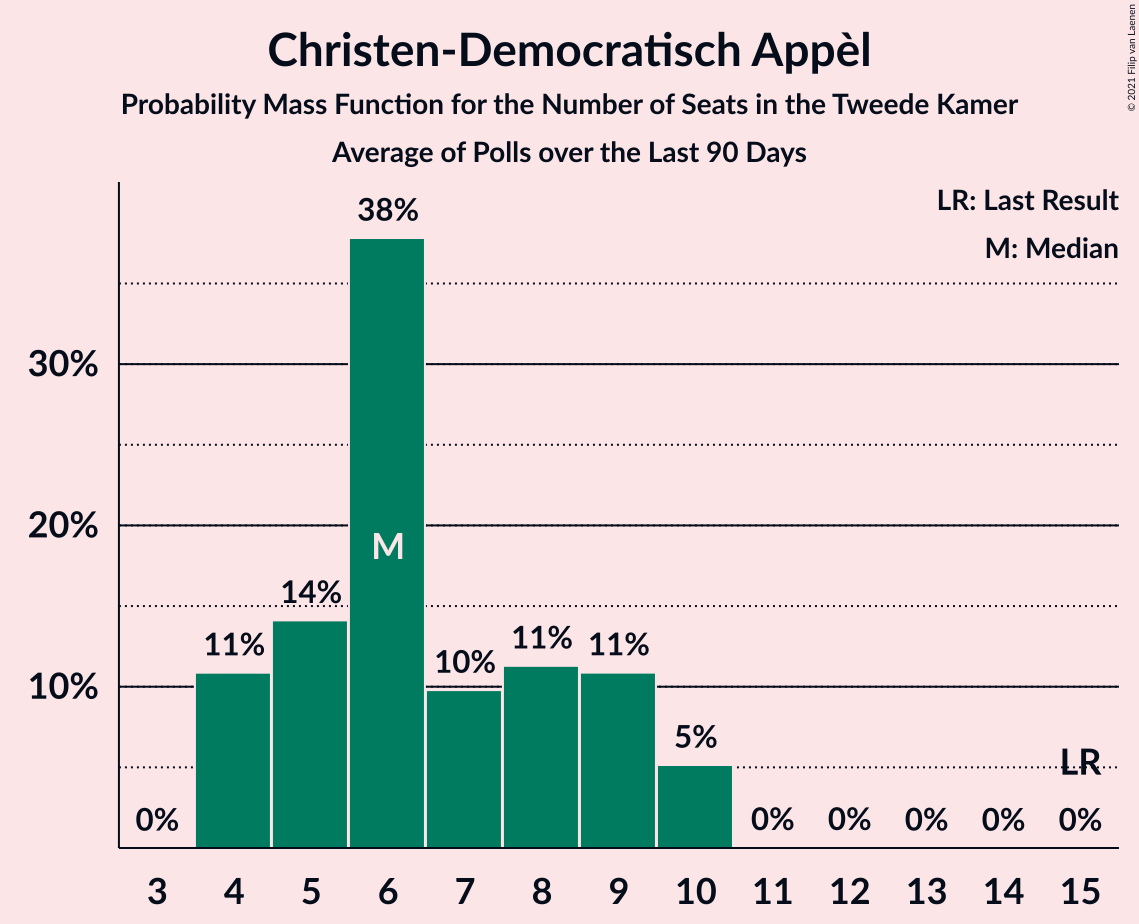 Christen-Democratisch Appèl
Probability Mass Function for the Number of Seats in the Tweede Kamer
Average of Polls over the Last 90 Days
© 2021 Filip van Laenen
LR: Last Result
M: Median
38%
30%
20%
M
14%
11%
10%
11%
11%
10%
5%
LR
0%
0%
0%
0%
0%
0%
3 4 5 6 7 8 9 10 11 12 13 14 15